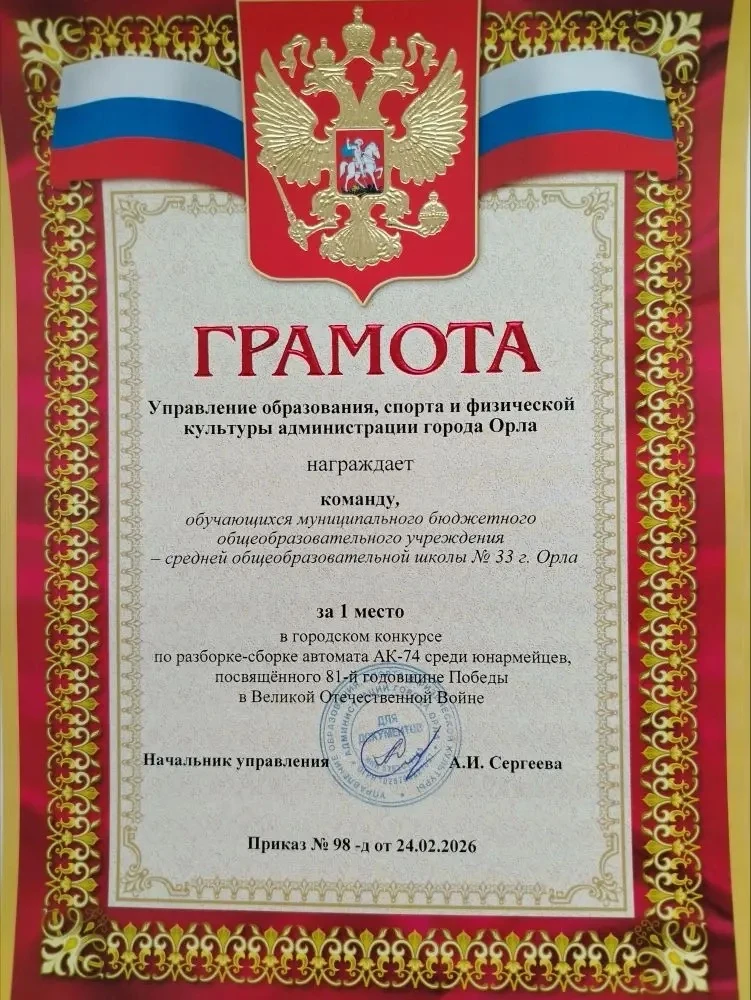 ГРАМОТА
Управление образования, спорта и физической
культуры администрации города Орла
награждает
команду,
обучающихся муниципального бюджетного
общеобразовательного учреждения
– средней общеобразовательной школы № 33 г. Орла
за 1 место
в городском конкурсе
по разборке-сборке автомата АК-74 среди юнармейцев,
посвящённого 81-й годовщине Победы
в Великой Отечественной Войне
ДЛЯ
ДОКУМЕНТОВ
Начальник управления А.И. Сергеева
Приказ № 98 -д от 24.02.2026